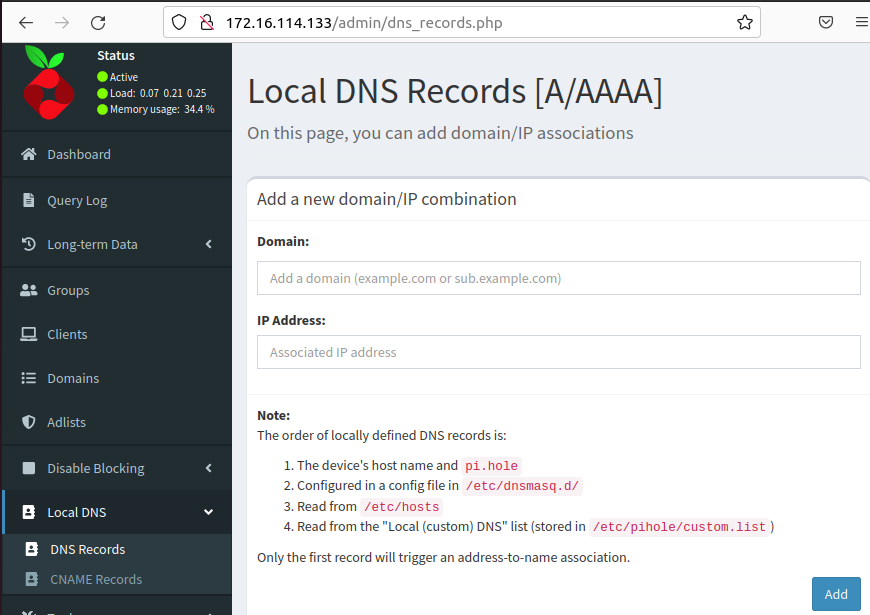 172.16.114.133/admin/dns_records.php
Status
Active
Load: 0.07 0.21 0.25
Memory usage: 34.4 %
Dashboard
Query Log
Long-term Data
Groups
Clients
Domains
Adlists
Disable Blocking
Local DNS
DNS Records
CNAME Records
Local DNS Records [A/AAAA]
On this page, you can add domain/IP associations
Add a new domain/IP combination
Domain:
Add a domain (example.com or sub.example.com)
IP Address:
Associated IP address
Note:
The order of locally defined DNS records is:
1. The device's host name and pi.hole
2. Configured in a config file in /etc/dnsmasq.d/
3. Read from /etc/hosts
4. Read from the "Local (custom) DNS" list (stored in /etc/pihole/custom.list )
Only the first record will trigger an address-to-name association.
Add